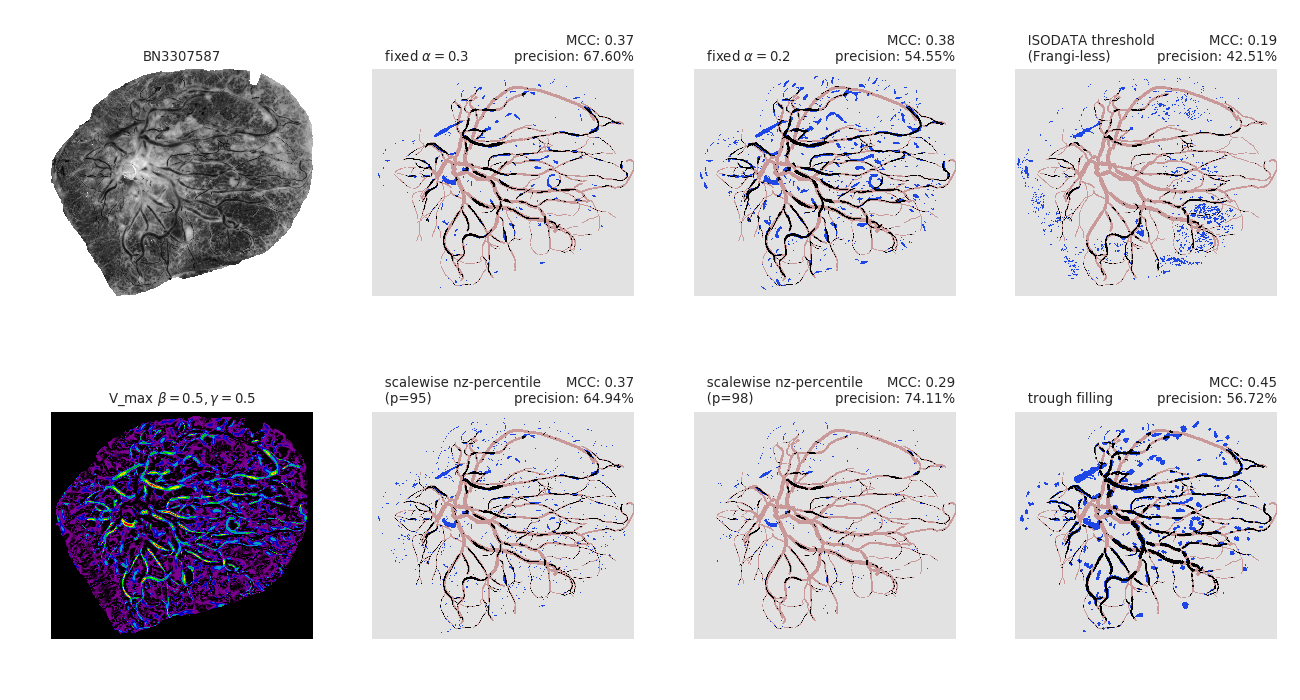 BN3307587
MCC: 0.37
fixed α = 0.3 precision: 67.60%
MCC: 0.38
fixed α = 0.2 precision: 54.55%
ISODATA threshold MCC: 0.19
(Frangi-less) precision: 42.51%
V_max β = 0.5, γ = 0.5
scalewise nz-percentile MCC: 0.37
(p=95) precision: 64.94%
scalewise nz-percentile MCC: 0.29
(p=98) precision: 74.11%
MCC: 0.45
trough filling precision: 56.72%